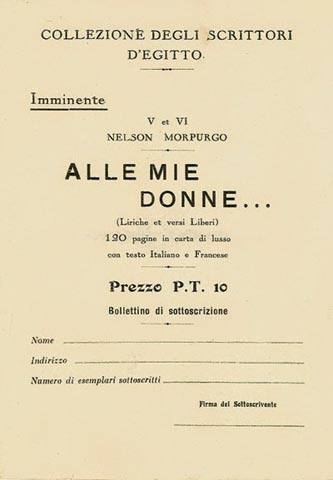 COLLEZIONE DEGLI SCRITTORI
D'EGITTO
Imminente
V et VI
NELSON MORPURGO
ALLE MIE
DONNE...
(Liriche et versi Liberi)
120 pagine in carta di lusso
con testo Italiano e Francese
Prezzo P.T. 10
Bollettino di sottoscrizione
Nome
Indirizzo
Numero di esemplari sottoscritti
Firma del Sottoscrivente